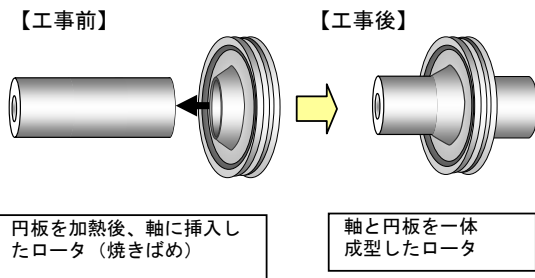 【工事前】
【工事後】
円板を加熱後、軸に挿入し
たロータ（焼きばめ）
軸と円板を一体
成型したロータ